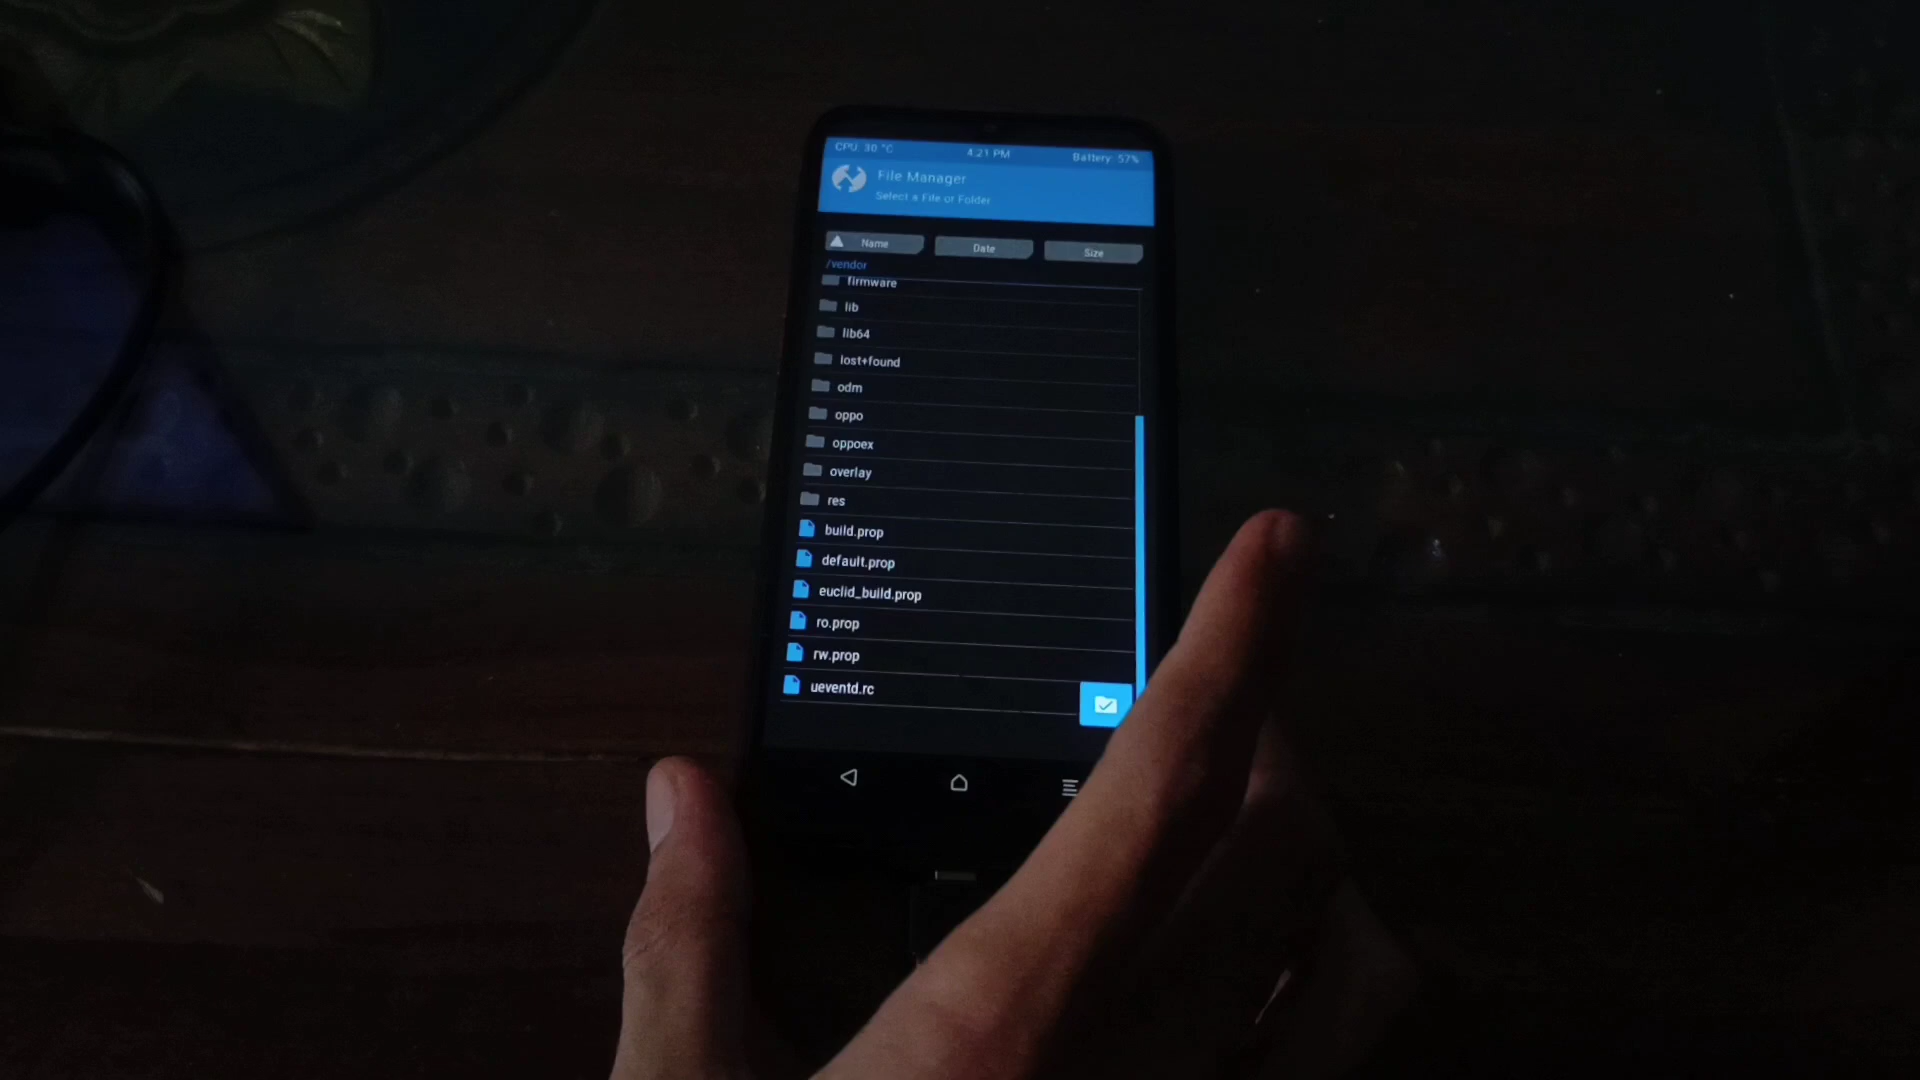 CPU: 30 °C 4:21 PM Battery: 57%
File Manager
Select a File or Folder
Name Date Size
/vendor
firmware
lib
lib64
lost+found
odm
oppo
oppoex
overlay
res
build.prop
default.prop
euclid_build.prop
ro.prop
rw.prop
ueventd.rc